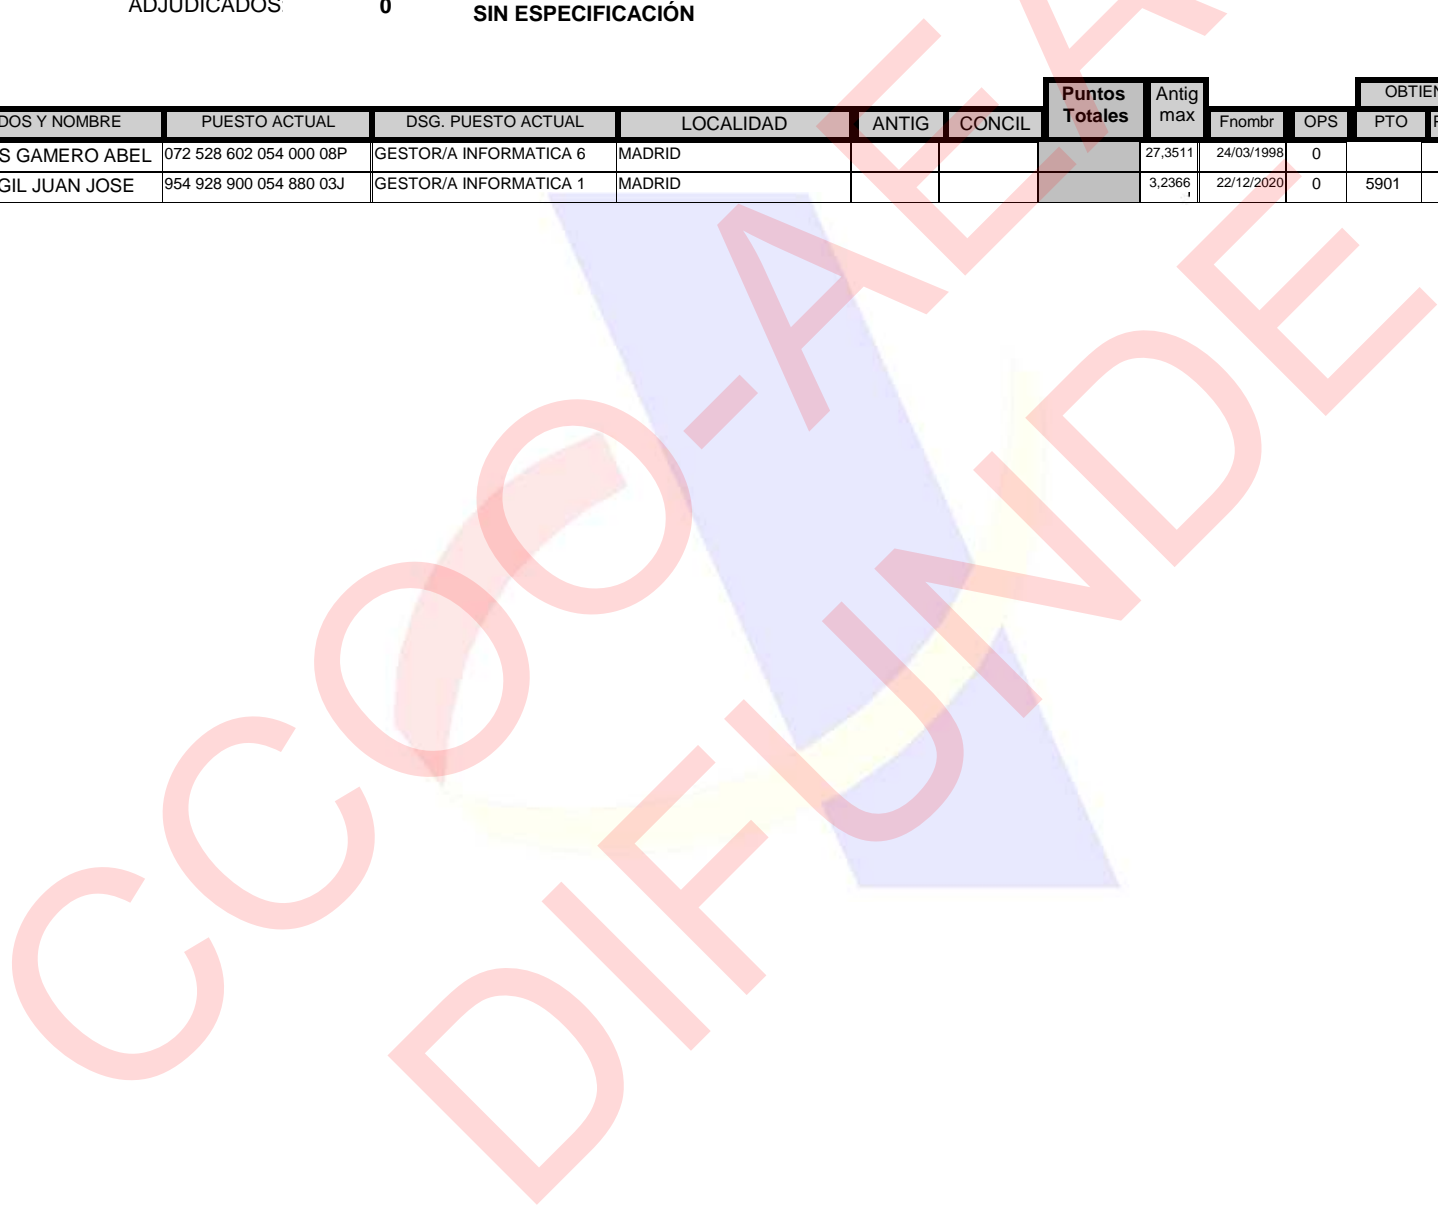 ADJUDICADOS: 0 SIN ESPECIFICACIÓN
Puntos Totales Antig max OBTIEN
DOS Y NOMBRE PUESTO ACTUAL DSG. PUESTO ACTUAL LOCALIDAD ANTIG CONCIL Fnombr OPS PTO
S GAMERO ABEL 072 528 602 054 000 08P GESTOR/A INFORMATICA 6 MADRID 27,3511 24/03/1998 0
GIL JUAN JOSE 954 928 900 054 880 03J GESTOR/A INFORMATICA 1 MADRID 3,2366 22/12/2020 0 5901
CCOO-AEA
DIFUNDE